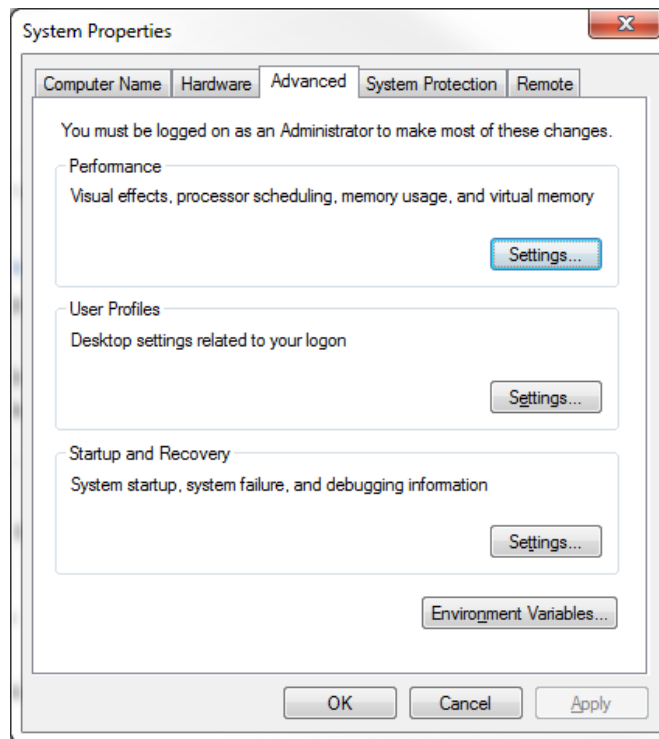 System Properties
Computer Name Hardware Advanced System Protection Remote
You must be logged on as an Administrator to make most of these changes.
Performance
Visual effects, processor scheduling, memory usage, and virtual memory
Settings...
User Profiles
Desktop settings related to your logon
Settings...
Startup and Recovery
System startup, system failure, and debugging information
Settings...
Environment Variables...
OK Cancel Apply